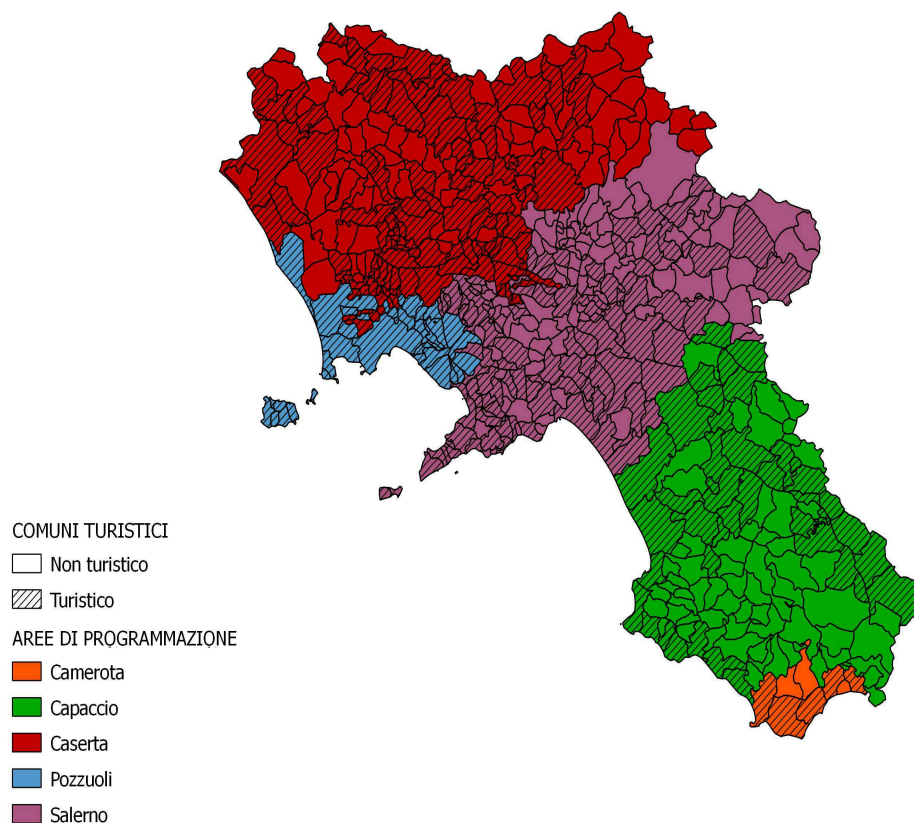 COMUNI TURISTICI
Non turistico
Turistico
AREE DI PROGRAMMAZIONE
Camerota
Capaccio
Caserta
Pozzuoli
Salerno